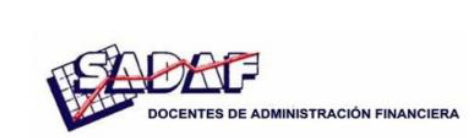 SADAF
DOCENTES DE ADMINISTRACIÓN FINANCIERA